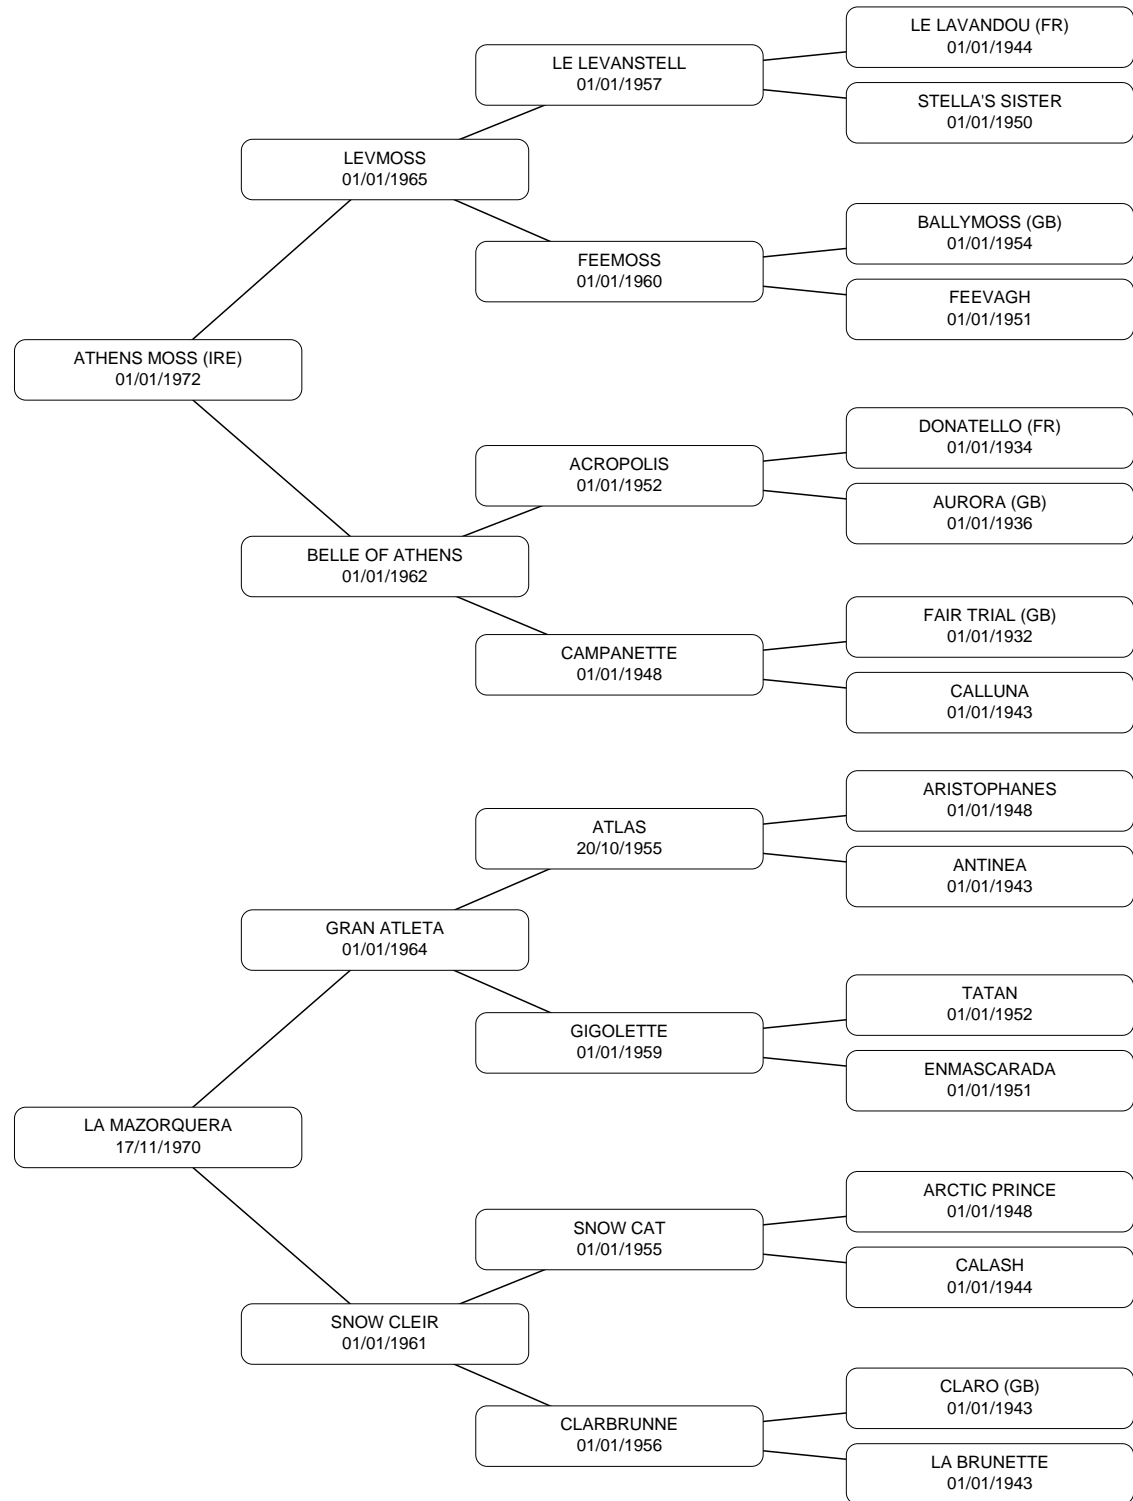 LE LAVANDOU (FR)
01/01/1944
LE LEVANSTELL
01/01/1957
STELLA'S SISTER
01/01/1950
LEVMOSS
01/01/1965
BALLYMOSS (GB)
01/01/1954
FEEMOSS
01/01/1960
FEEVAGH
01/01/1951
ATHENS MOSS (IRE)
01/01/1972
DONATELLO (FR)
01/01/1934
ACROPOLIS
01/01/1952
AURORA (GB)
01/01/1936
BELLE OF ATHENS
01/01/1962
FAIR TRIAL (GB)
01/01/1932
CAMPANETTE
01/01/1948
CALLUNA
01/01/1943
ARISTOPHANES
01/01/1948
ATLAS
20/10/1955
ANTINEA
01/01/1943
GRAN ATLETA
01/01/1964
TATAN
01/01/1952
GIGOLETTE
01/01/1959
ENMASCARADA
01/01/1951
LA MAZORQUERA
17/11/1970
ARCTIC PRINCE
01/01/1948
SNOW CAT
01/01/1955
CALASH
01/01/1944
SNOW CLEIR
01/01/1961
CLARO (GB)
01/01/1943
CLARBRUNNE
01/01/1956
LA BRUNETTE
01/01/1943